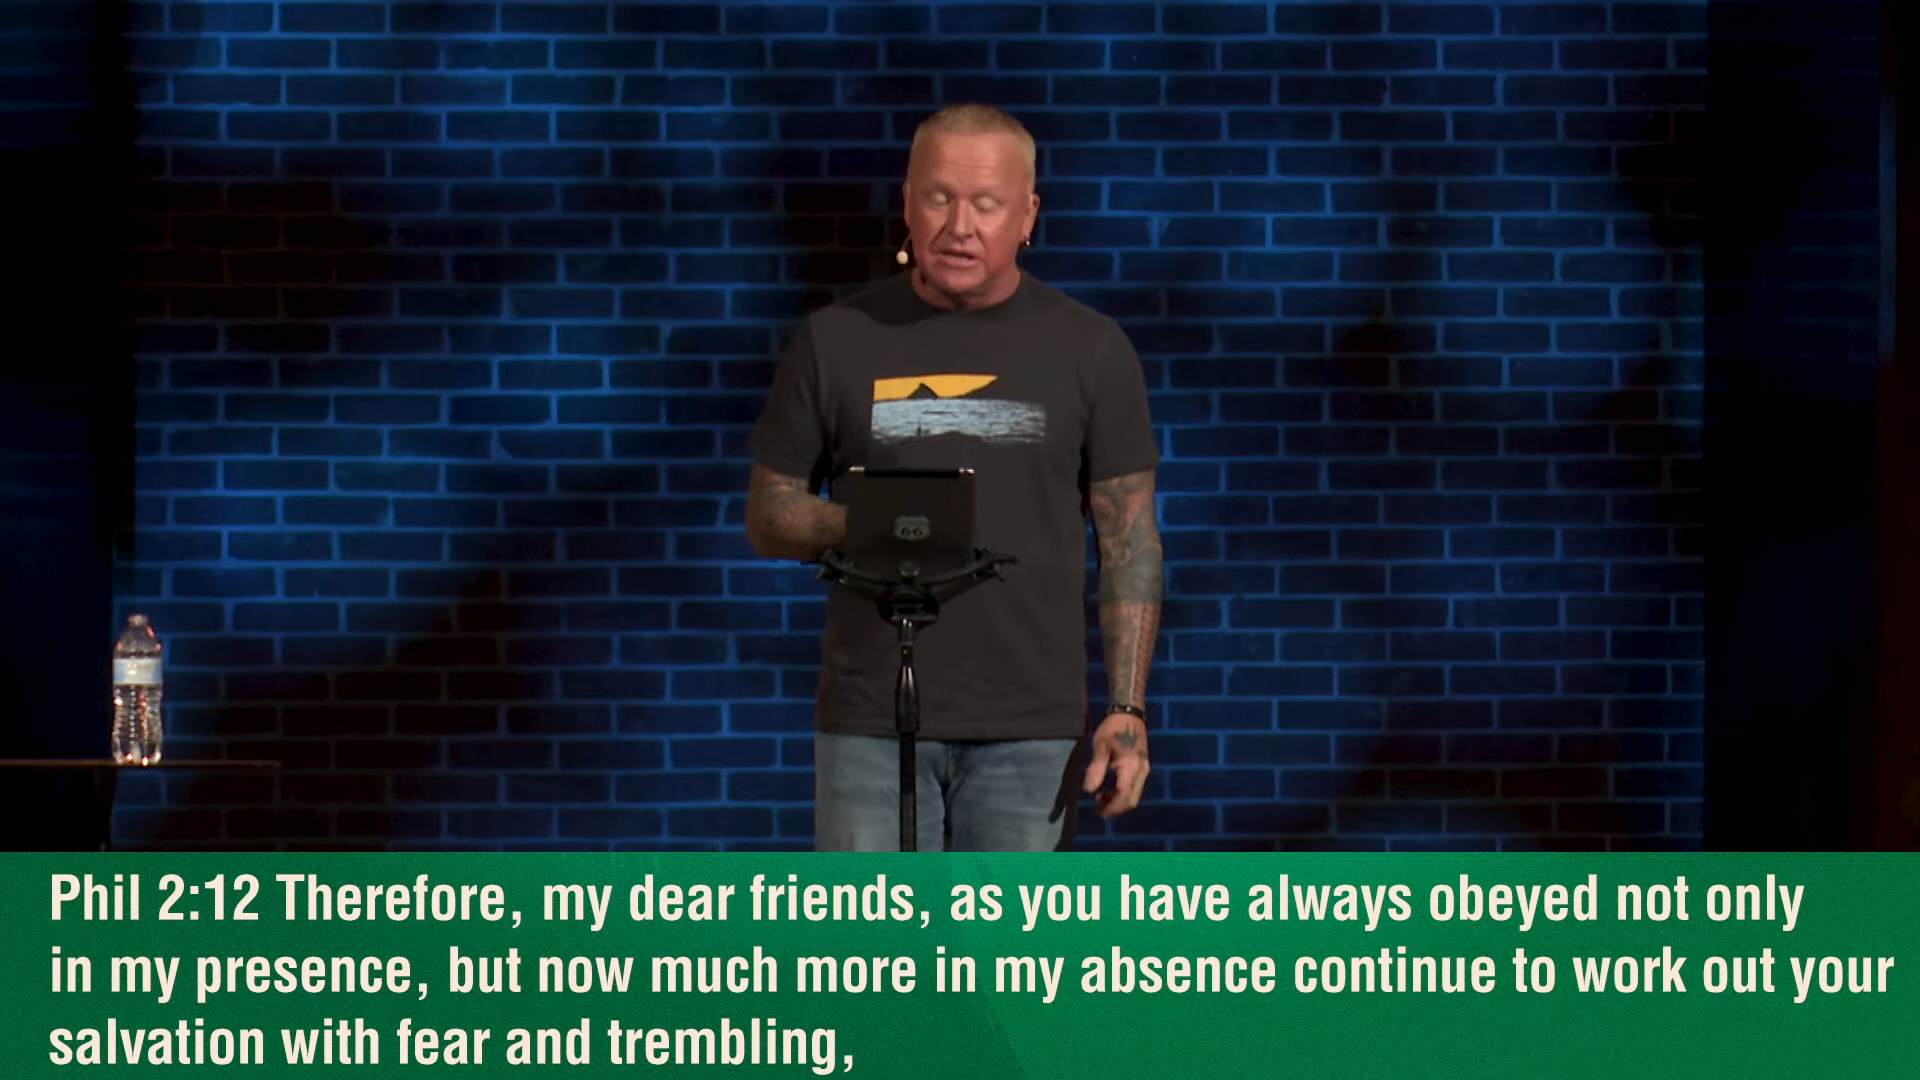 66
Phil 2:12 Therefore, my dear friends, as you have always obeyed not only
in my presence, but now much more in my absence continue to work out your
salvation with fear and trembling,